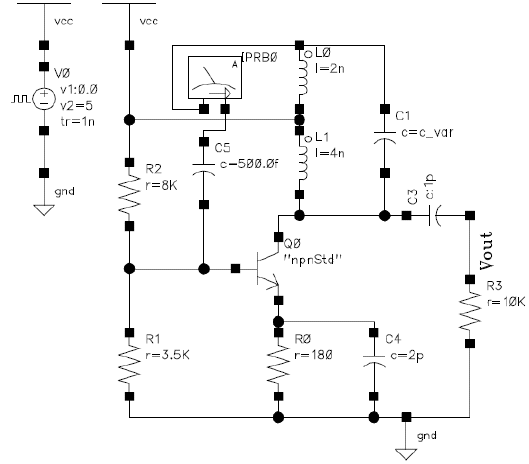 vcc
vcc
V0
v1:0.0
v2=5
tr=1n
gnd
IPRB0
A
L0
l=2n
L1
l=4n
C1
c=c_var
C5
c=500.0f
R2
r=8K
C3
c:1p
Q0
"npnStd"
Vout
R3
r=10K
R1
r=3.5K
R0
r=180
C4
c=2p
gnd